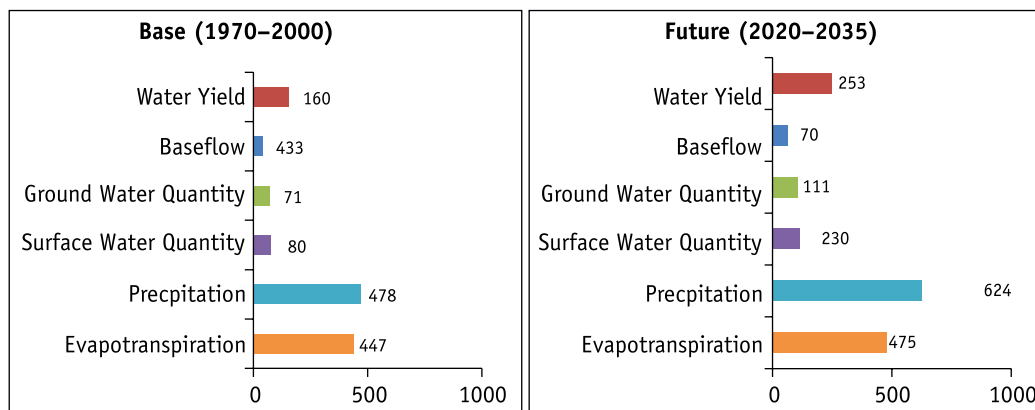 Base (1970–2000)
Water Yield 160
Baseflow 433
Ground Water Quantity 71
Surface Water Quantity 80
Precpitation 478
Evapotranspiration 447
0 500 1000
Future (2020–2035)
Water Yield 253
Baseflow 70
Ground Water Quantity 111
Surface Water Quantity 230
Precpitation 624
Evapotranspiration 475
0 500 1000